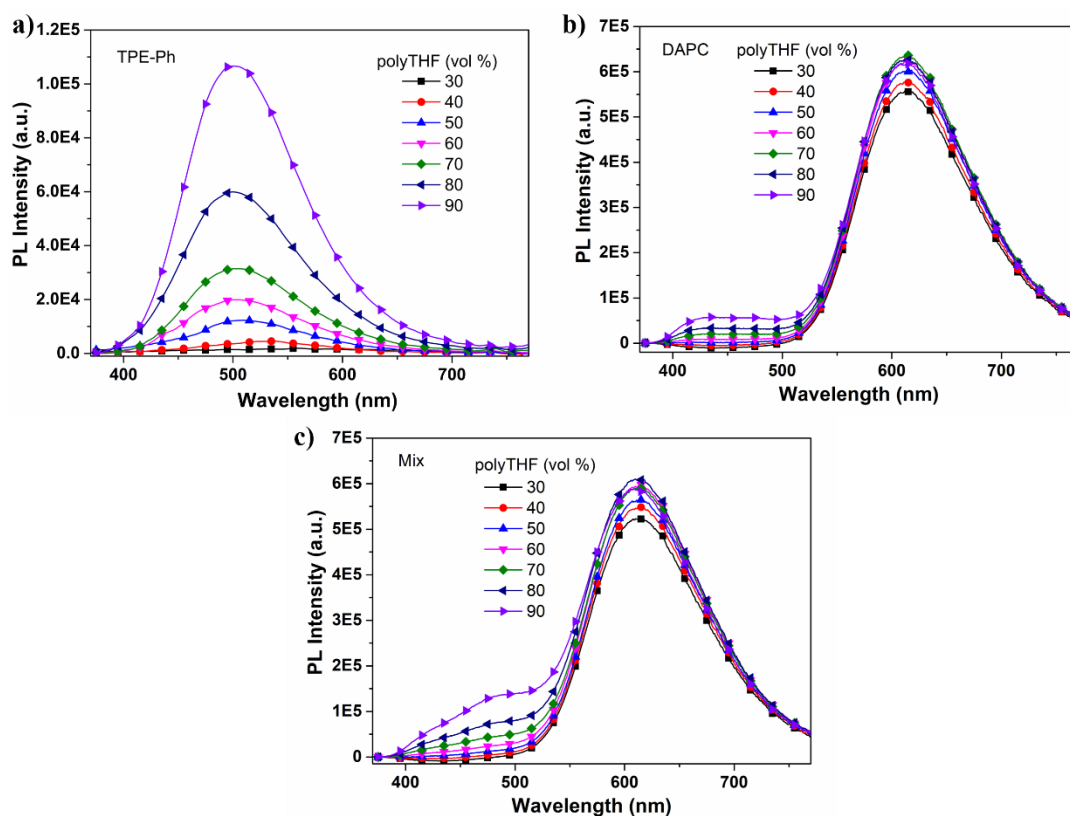 a)
TPE-Ph
polyTHF (vol %)
30
40
50
60
70
80
90
1.2E5
1.0E5
8.0E4
6.0E4
4.0E4
2.0E4
0.0
PL Intensity (a.u.)
400 500 600 700
Wavelength (nm)
b)
DAPC
polyTHF (vol %)
30
40
50
60
70
80
90
7E5
6E5
5E5
4E5
3E5
2E5
1E5
0
PL Intensity (a.u.)
400 500 600 700
Wavelength (nm)
c)
Mix
polyTHF (vol %)
30
40
50
60
70
80
90
7E5
6E5
5E5
4E5
3E5
2E5
1E5
0
PL Intensity (a.u.)
400 500 600 700
Wavelength (nm)